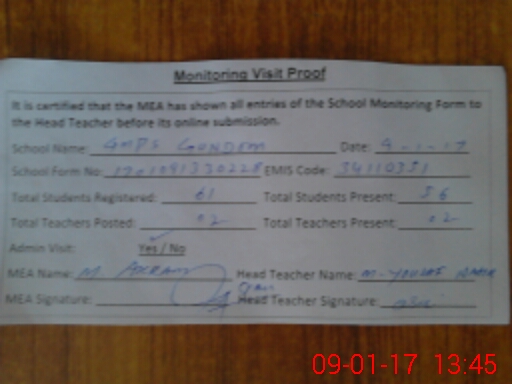 Monitoring Visit Proof
It is certified that the MEA has shown all entries of the School Monitoring Form to
the Head Teacher before its online submission.
School Name: GMPS GUNDEM Date: 9-1-17
School Form No: EMIS Code: 34110351
Total Students Registered: 61 Total Students Present: 56
Total Teachers Posted: 02 Total Teachers Present: 02
Admin Visit: Yes / No
MEA Name: M. AKRAM Head Teacher Name: M-YOUSAF
MEA Signature: Head Teacher Signature:
09-01-17 13:45